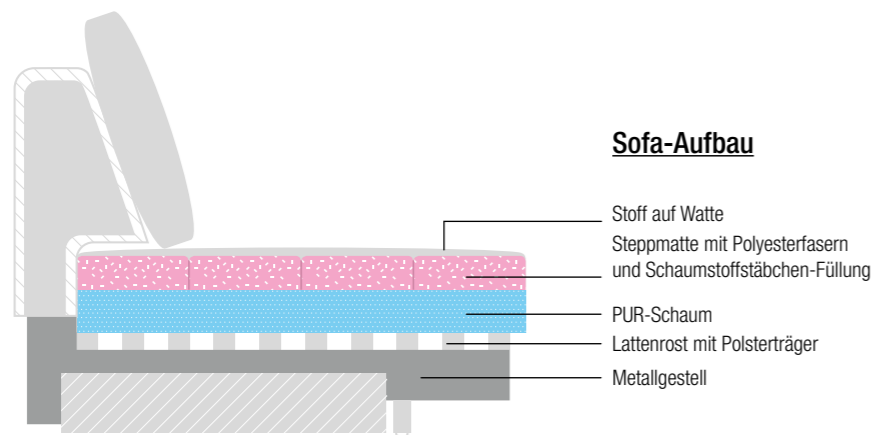 Sofa-Aufbau
Stoff auf Watte
Steppmatte mit Polyesterfasern
und Schaumstoffstäbchen-Füllung
PUR-Schaum
Lattenrost mit Polsterträger
Metallgestell